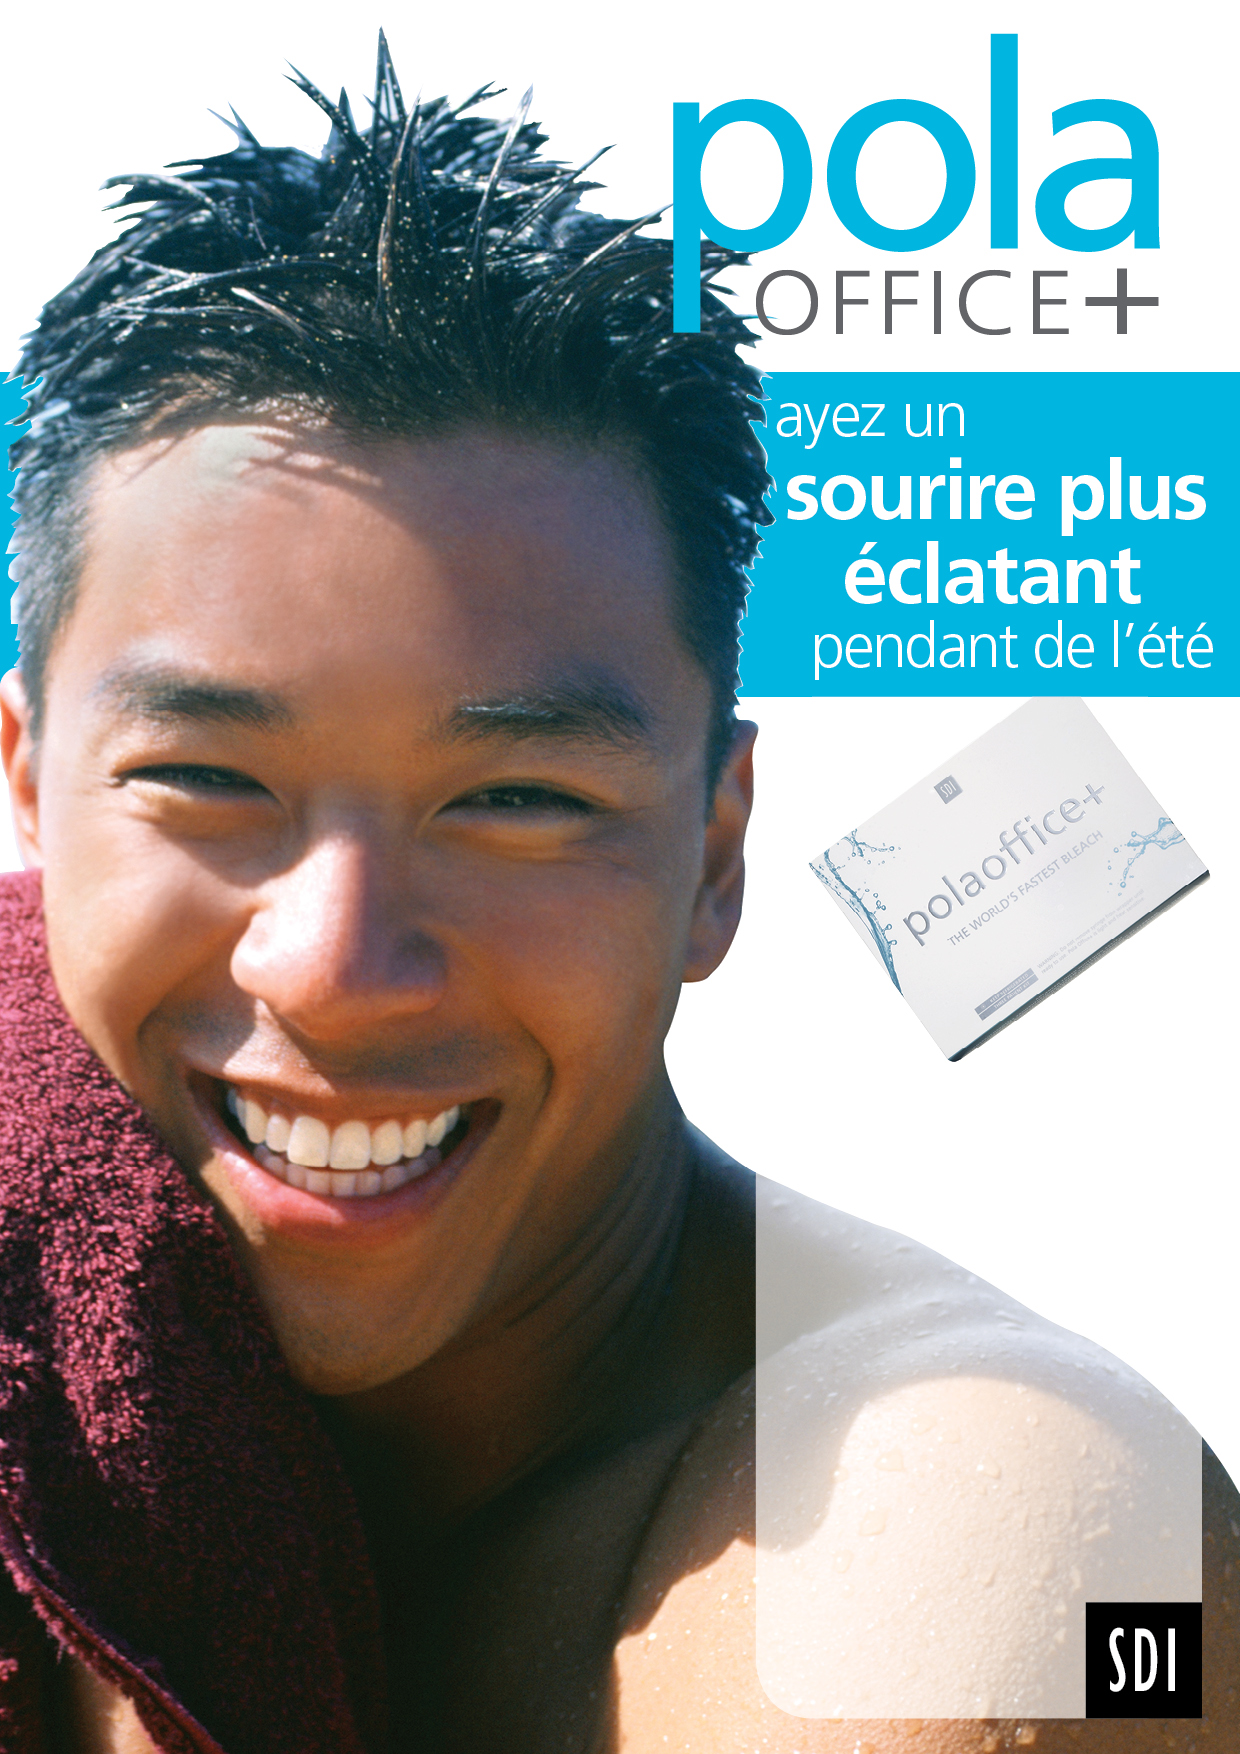 pola
OFFICE+
ayez un
sourire plus
éclatant
pendant de l’été
SDI
polaoffice+
THE WORLD'S FASTEST BLEACH
SDI